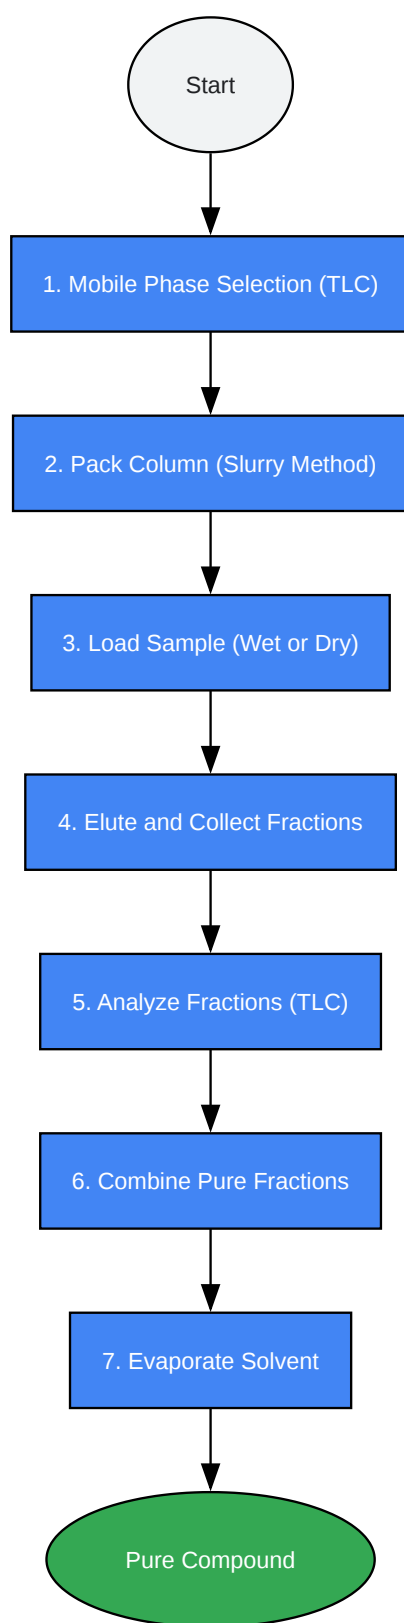 Start
1. Mobile Phase Selection (TLC)
2. Pack Column (Slurry Method)
3. Load Sample (Wet or Dry)
4. Elute and Collect Fractions
5. Analyze Fractions (TLC)
6. Combine Pure Fractions
7. Evaporate Solvent
Pure Compound